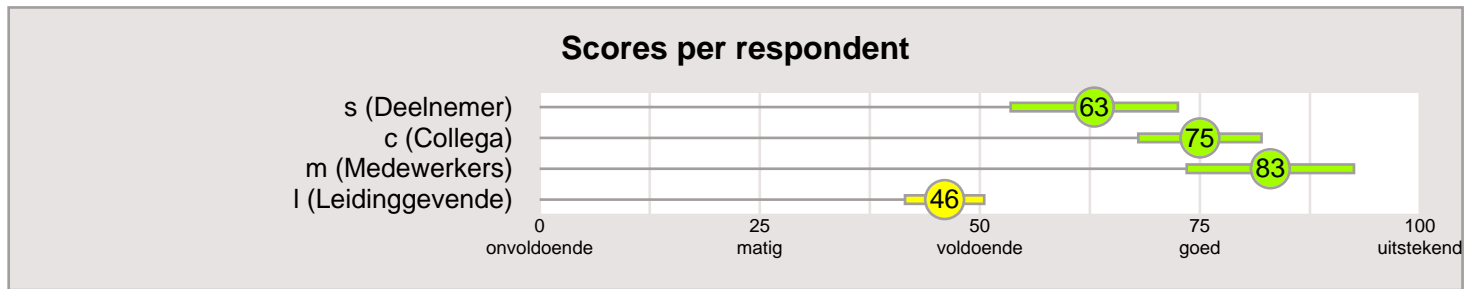 Scores per respondent
s (Deelnemer) 63
c (Collega) 75
m (Medewerkers) 83
l (Leidinggevende) 46
0 25 50 75 100
onvoldoende matig voldoende goed uitstekend